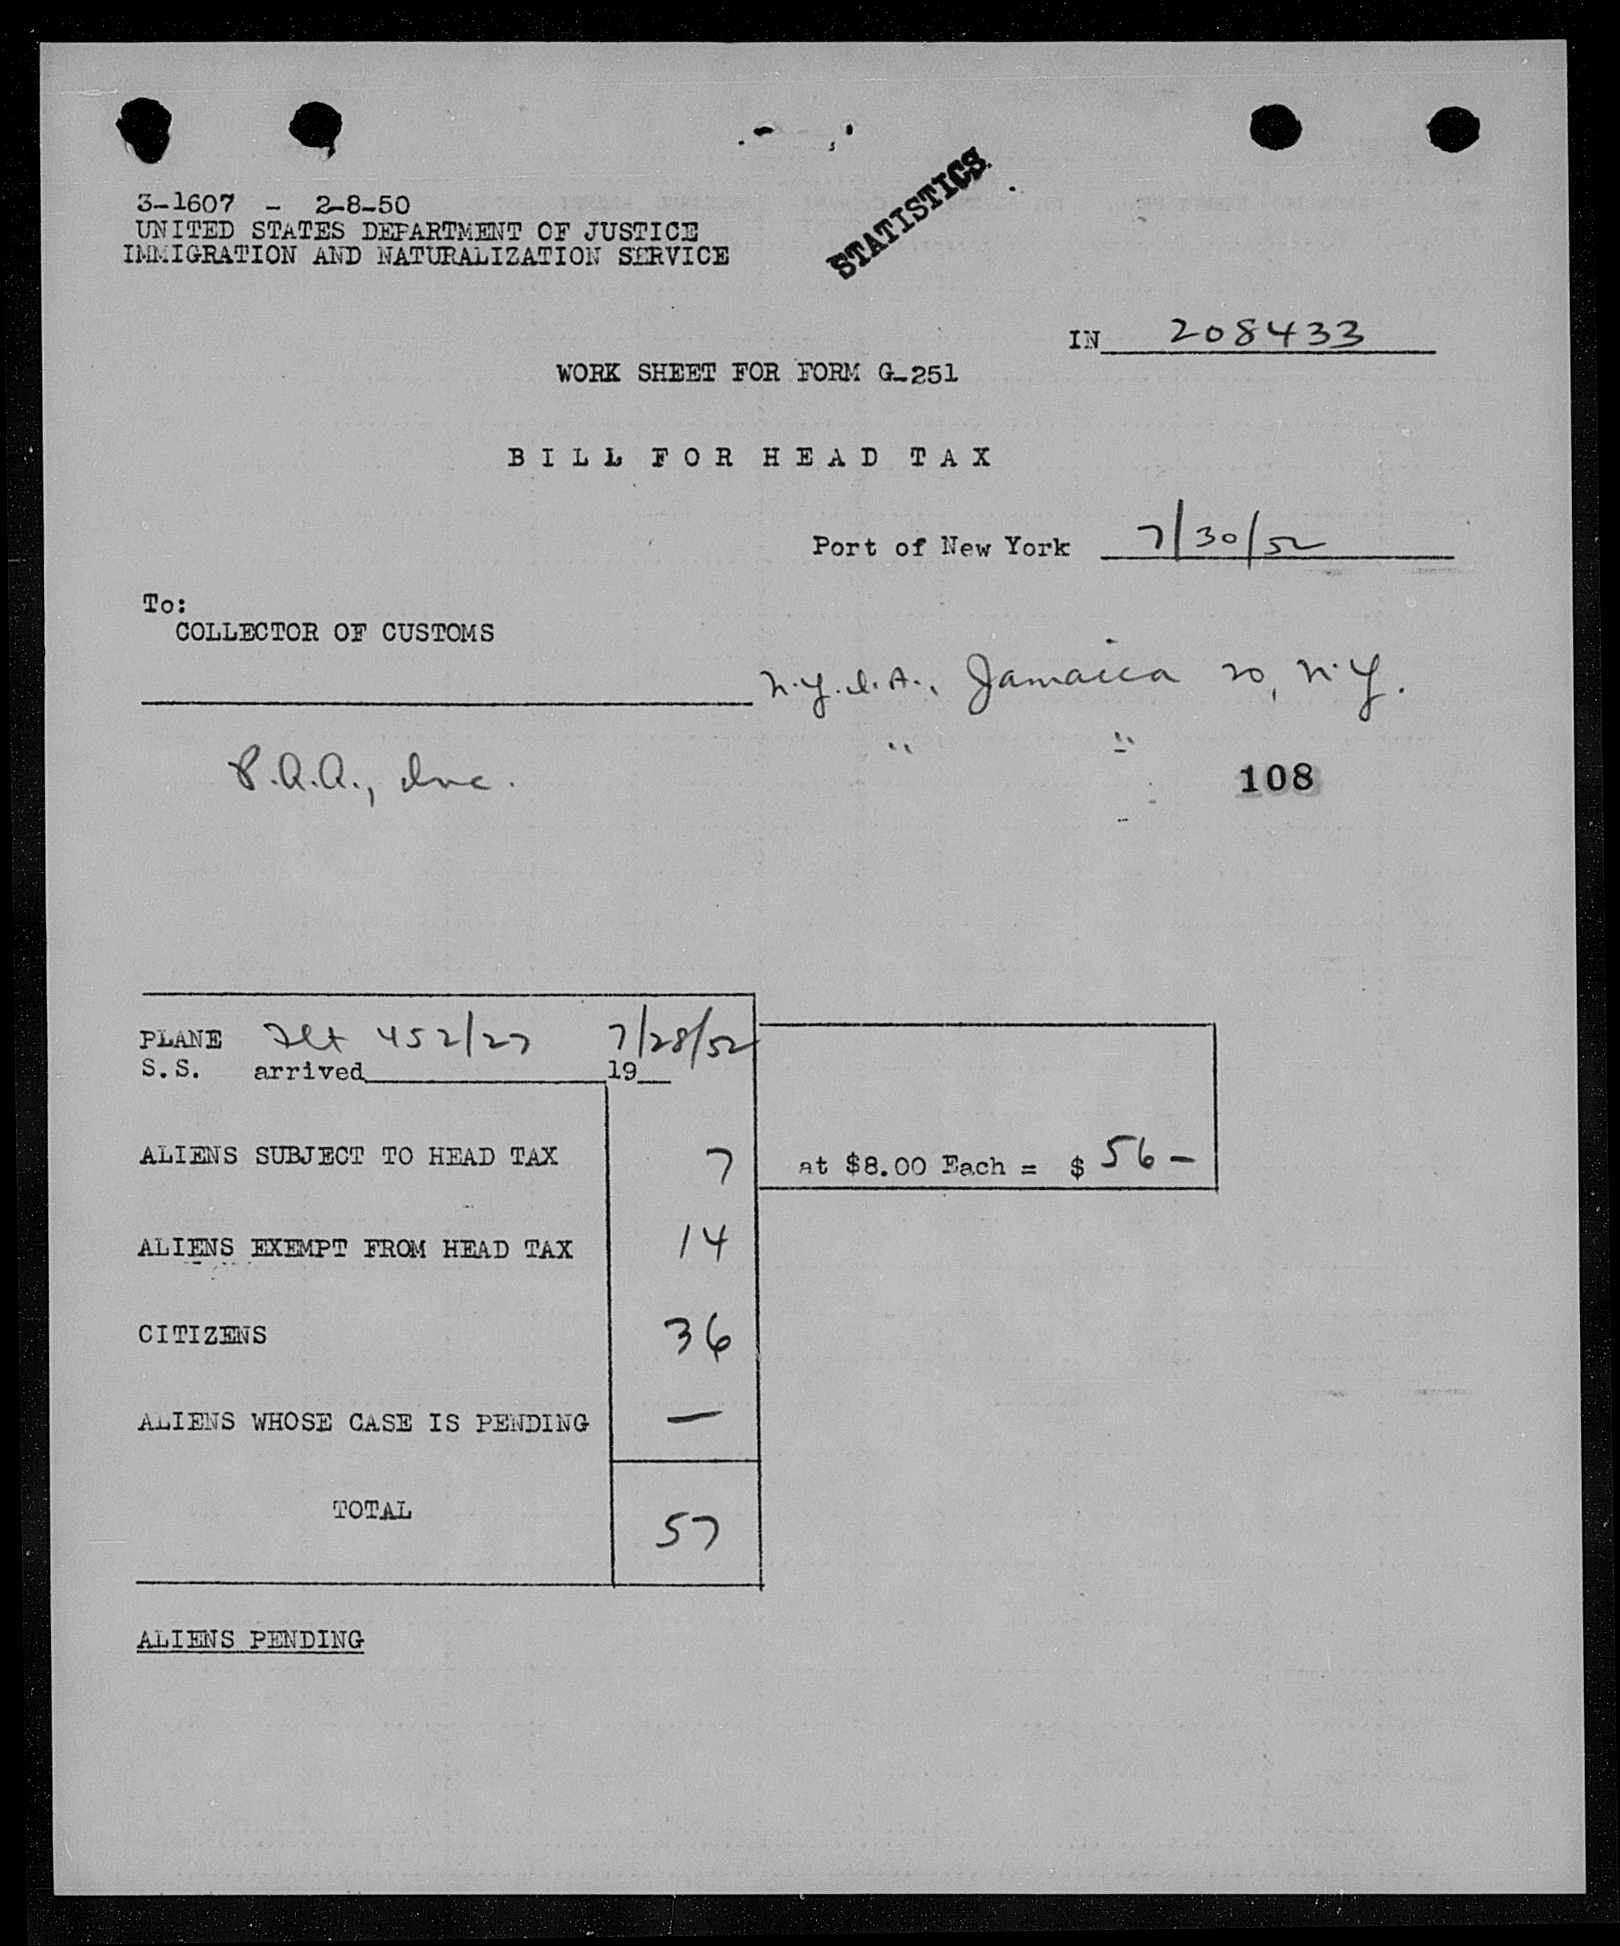 3-1607 - 2-8-50
UNITED STATES DEPARTMENT OF JUSTICE
IMMIGRATION AND NATURALIZATION SERVICE
STATISTICS
IN 208433
WORK SHEET FOR FORM G-251
BILL FOR HEAD TAX
Port of New York 7/30/52
To:
COLLECTOR OF CUSTOMS
N.Y.I.A., Jamaica 20, N.Y.
P.A.A., Inc. " "
108
PLANE Flt 452/27 7/28/52
S.S. arrived 19
ALIENS SUBJECT TO HEAD TAX 7 at $8.00 Each = $ 56 -
ALIENS EXEMPT FROM HEAD TAX 14
CITIZENS 36
ALIENS WHOSE CASE IS PENDING —
TOTAL 57
ALIENS PENDING